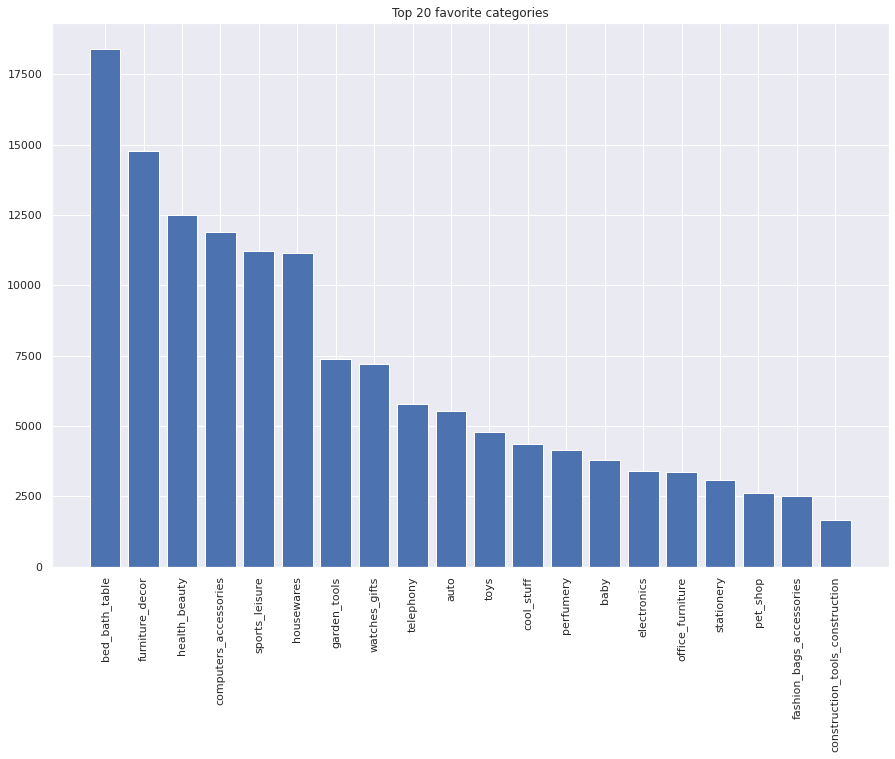 Top 20 favorite categories
17500
15000
12500
10000
7500
5000
2500
0
bed_bath_table
furniture_decor
health_beauty
computers_accessories
sports_leisure
housewares
garden_tools
watches_gifts
telephony
auto
toys
cool_stuff
perfumery
baby
electronics
office_furniture
stationery
pet_shop
fashion_bags_accessories
construction_tools_construction